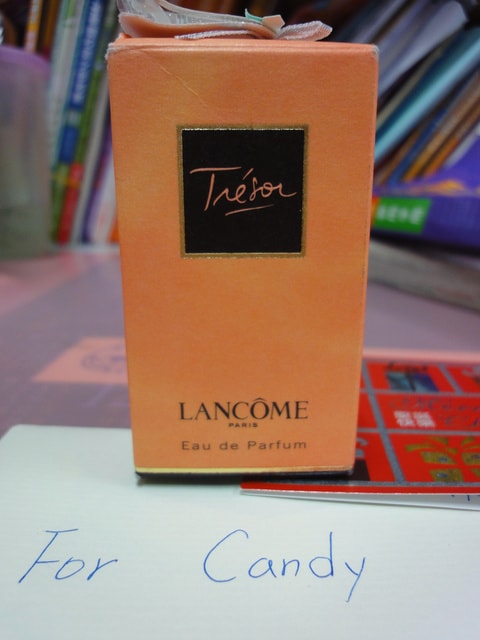 Trésor
LANCÔME
PARIS
Eau de Parfum
For Candy